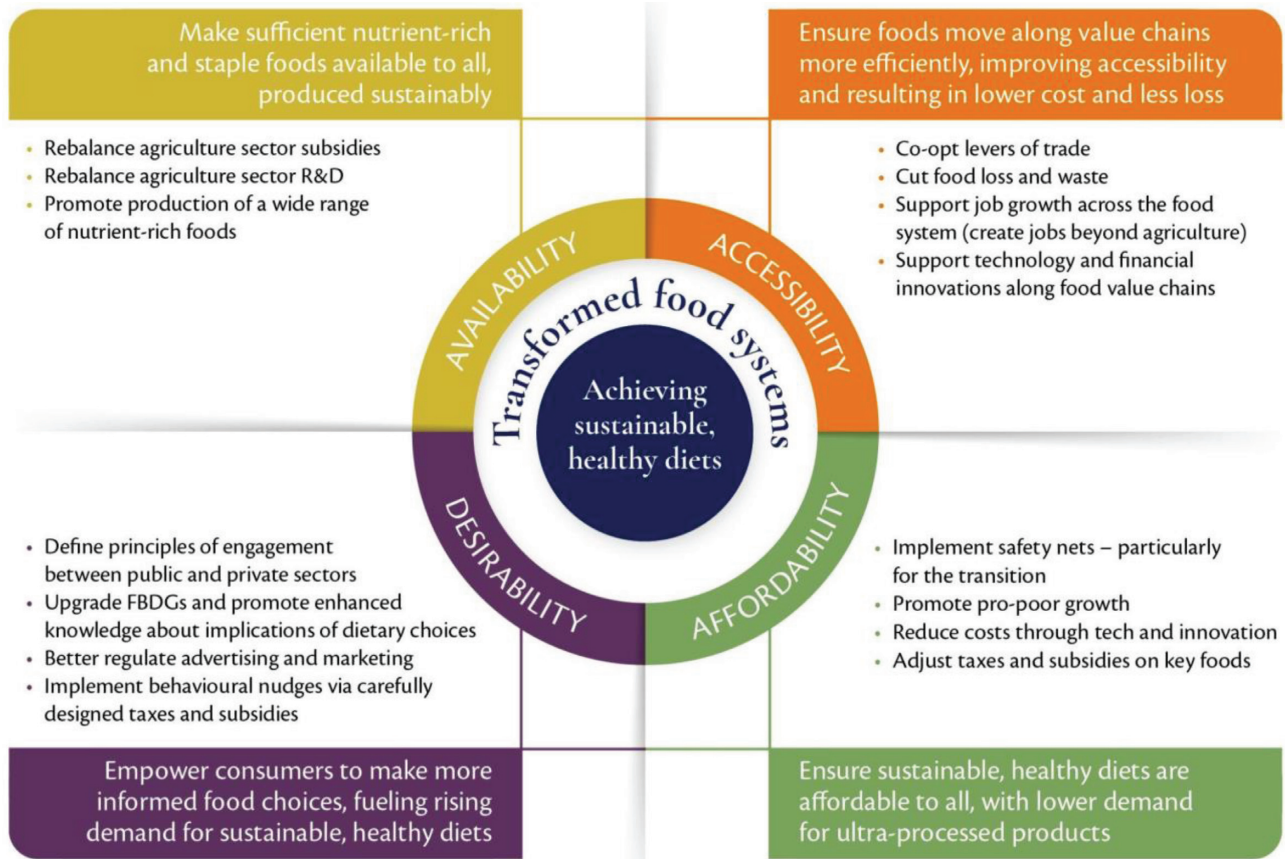 Make sufficient nutrient-rich
and staple foods available to all,
produced sustainably
• Rebalance agriculture sector subsidies
• Rebalance agriculture sector R&D
• Promote production of a wide range
of nutrient-rich foods
Ensure foods move along value chains
more efficiently, improving accessibility
and resulting in lower cost and less loss
• Co-opt levers of trade
• Cut food loss and waste
• Support job growth across the food
system (create jobs beyond agriculture)
• Support technology and financial
innovations along food value chains
AVAILABILITY
ACCESSIBILITY
Transformed food systems
Achieving
sustainable,
healthy diets
DESIRABILITY
AFFORDABILITY
• Define principles of engagement
between public and private sectors
• Upgrade FBDGs and promote enhanced
knowledge about implications of dietary choices
• Better regulate advertising and marketing
• Implement behavioural nudges via carefully
designed taxes and subsidies
Empower consumers to make more
informed food choices, fueling rising
demand for sustainable, healthy diets
• Implement safety nets – particularly
for the transition
• Promote pro-poor growth
• Reduce costs through tech and innovation
• Adjust taxes and subsidies on key foods
Ensure sustainable, healthy diets are
affordable to all, with lower demand
for ultra-processed products